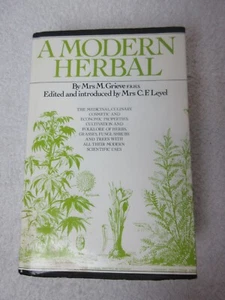 A MODERN
HERBAL
By Mrs M. Grieve F.R.H.S.
Edited and introduced by Mrs C. F. Leyel
THE MEDICINAL, CULINARY
COSMETIC AND
ECONOMIC PROPERTIES
CULTIVATION AND
FOLKLORE OF HERBS,
GRASSES, FUNGI, SHRUBS
AND TREES WITH
ALL THEIR MODERN
SCIENTIFIC USES